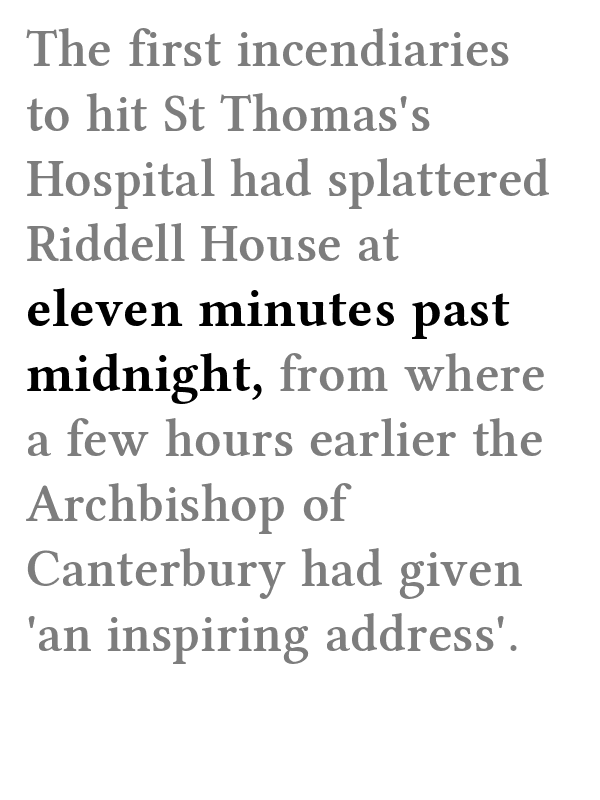 The first incendiaries
to hit St Thomas's
Hospital had splattered
Riddell House at
eleven minutes past
midnight, from where
a few hours earlier the
Archbishop of
Canterbury had given
'an inspiring address'.